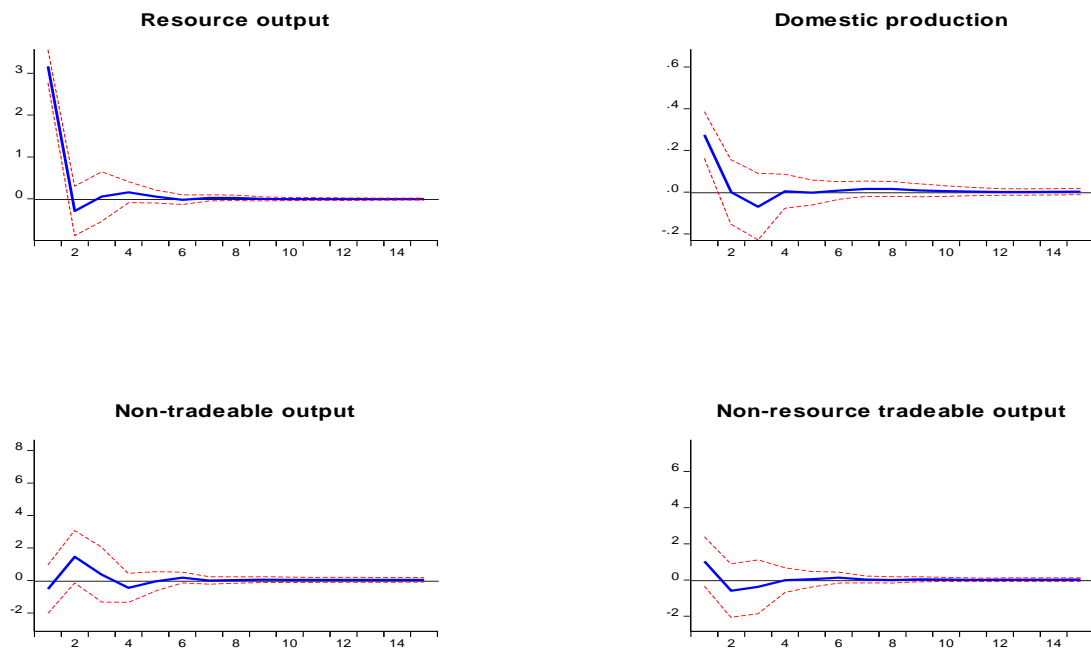 Resource output
3
2
1
0
2 4 6 8 10 12 14
Domestic production
.6
.4
.2
.0
-.2
2 4 6 8 10 12 14
Non-tradeable output
8
6
4
2
0
-2
2 4 6 8 10 12 14
Non-resource tradeable output
6
4
2
0
-2
2 4 6 8 10 12 14